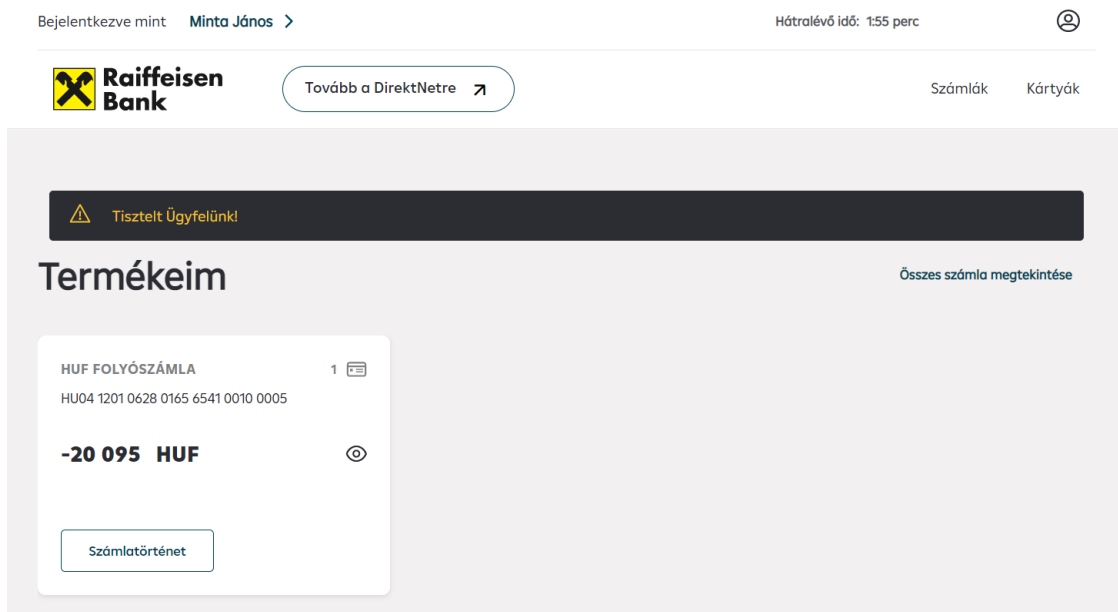 Bejelentkezve mint Minta János
Hátralévő idő: 1:55 perc
Raiffeisen
Bank
Tovább a DirektNetre
Számlák Kártyák
Tisztelt Ügyfelünk!
Termékeim
Összes számla megtekintése
HUF FOLYÓSZÁMLA 1
HU04 1201 0628 0165 6541 0010 0005
-20 095 HUF
Számlatörténet